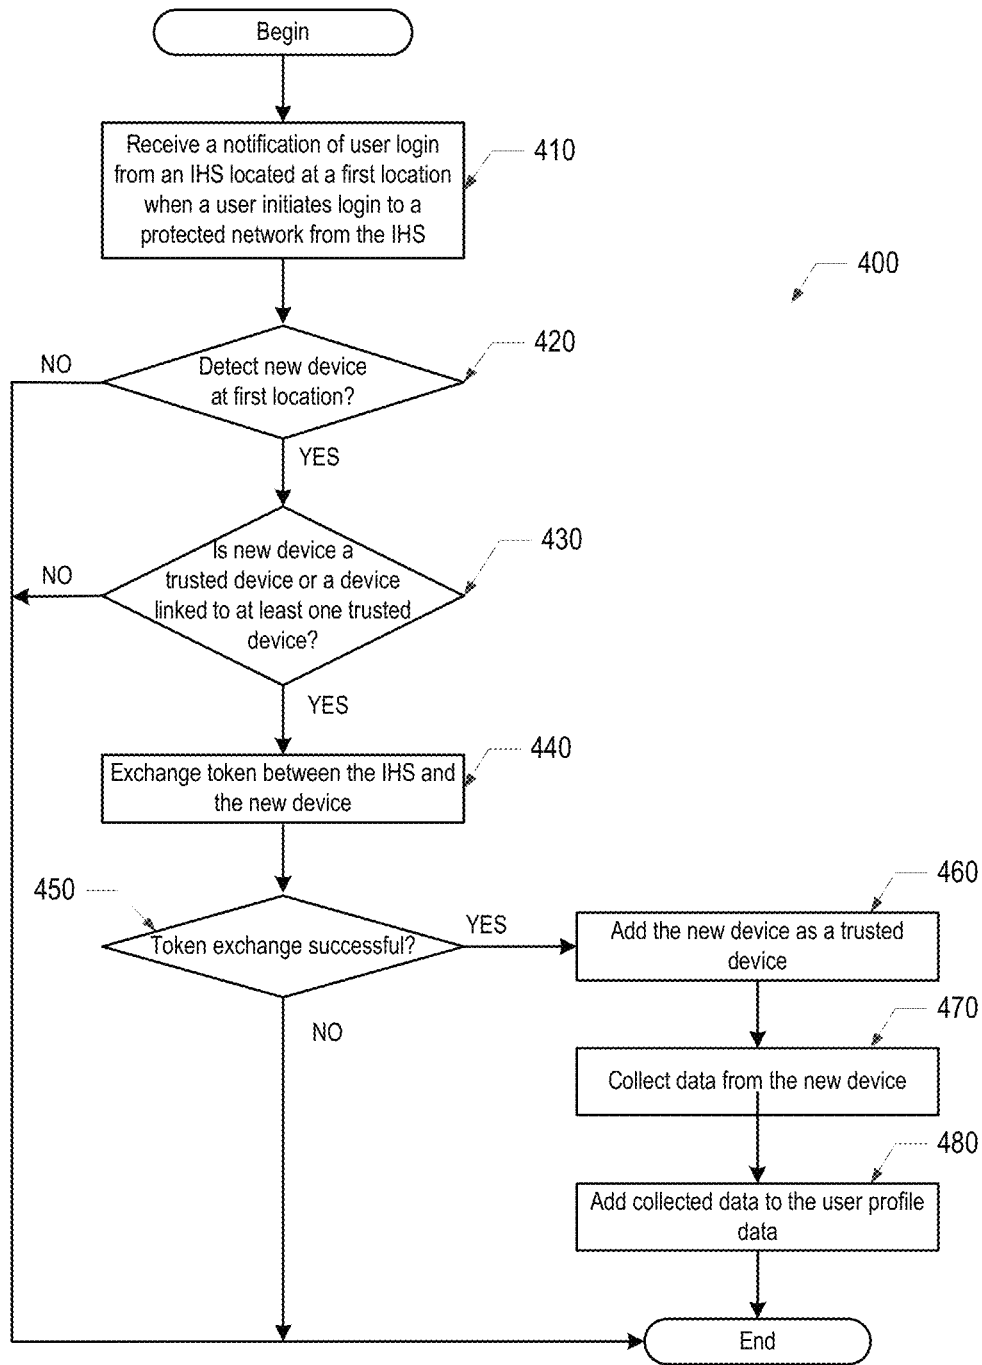 Begin
Receive a notification of user login
from an IHS located at a first location
when a user initiates login to a
protected network from the IHS
410
400
Detect new device
at first location?
420
NO
YES
Is new device a
trusted device or a device
linked to at least one trusted
device?
430
NO
YES
Exchange token between the IHS and
the new device
440
450
Token exchange successful?
YES
NO
460
Add the new device as a trusted
device
470
Collect data from the new device
480
Add collected data to the user profile
data
End